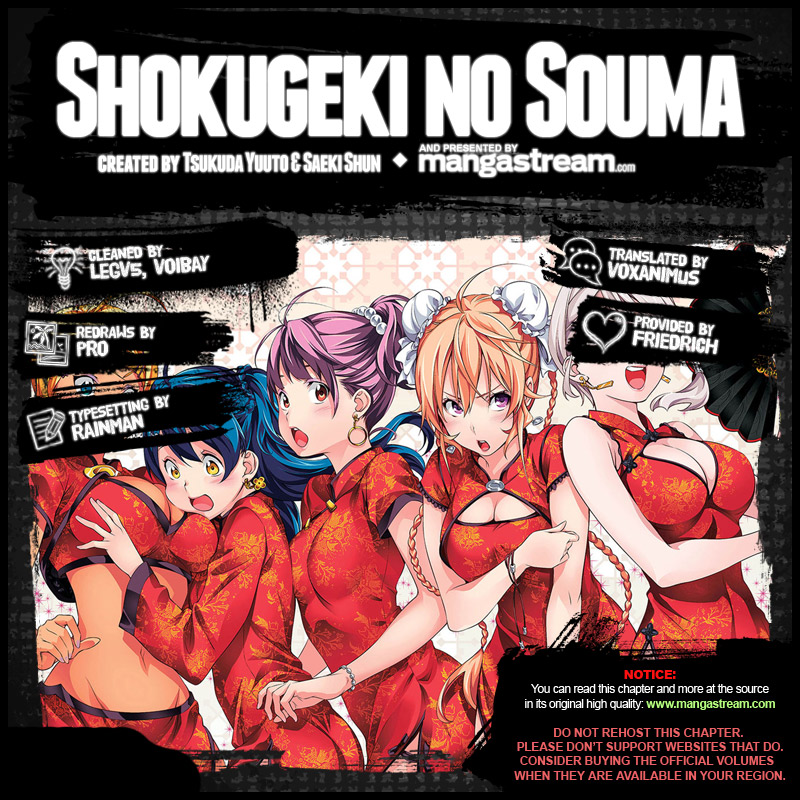 SHOKUGEKI NO SOUMA
CREATED BY TSUKUDA YUUTO & SAEKI SHUN ◆ AND PRESENTED BY mangastream.com
CLEANED BY
LEGV5, VOIBAY
REDRAWS BY
PRO
TYPESETTING BY
RAINMAN
TRANSLATED BY
VOXANIMUS
PROVIDED BY
FRIEDRICH
NOTICE:
You can read this chapter and more at the source
in its original high quality: www.mangastream.com
DO NOT REHOST THIS CHAPTER.
PLEASE DON'T SUPPORT WEBSITES THAT DO.
CONSIDER BUYING THE OFFICIAL VOLUMES
WHEN THEY ARE AVAILABLE IN YOUR REGION.